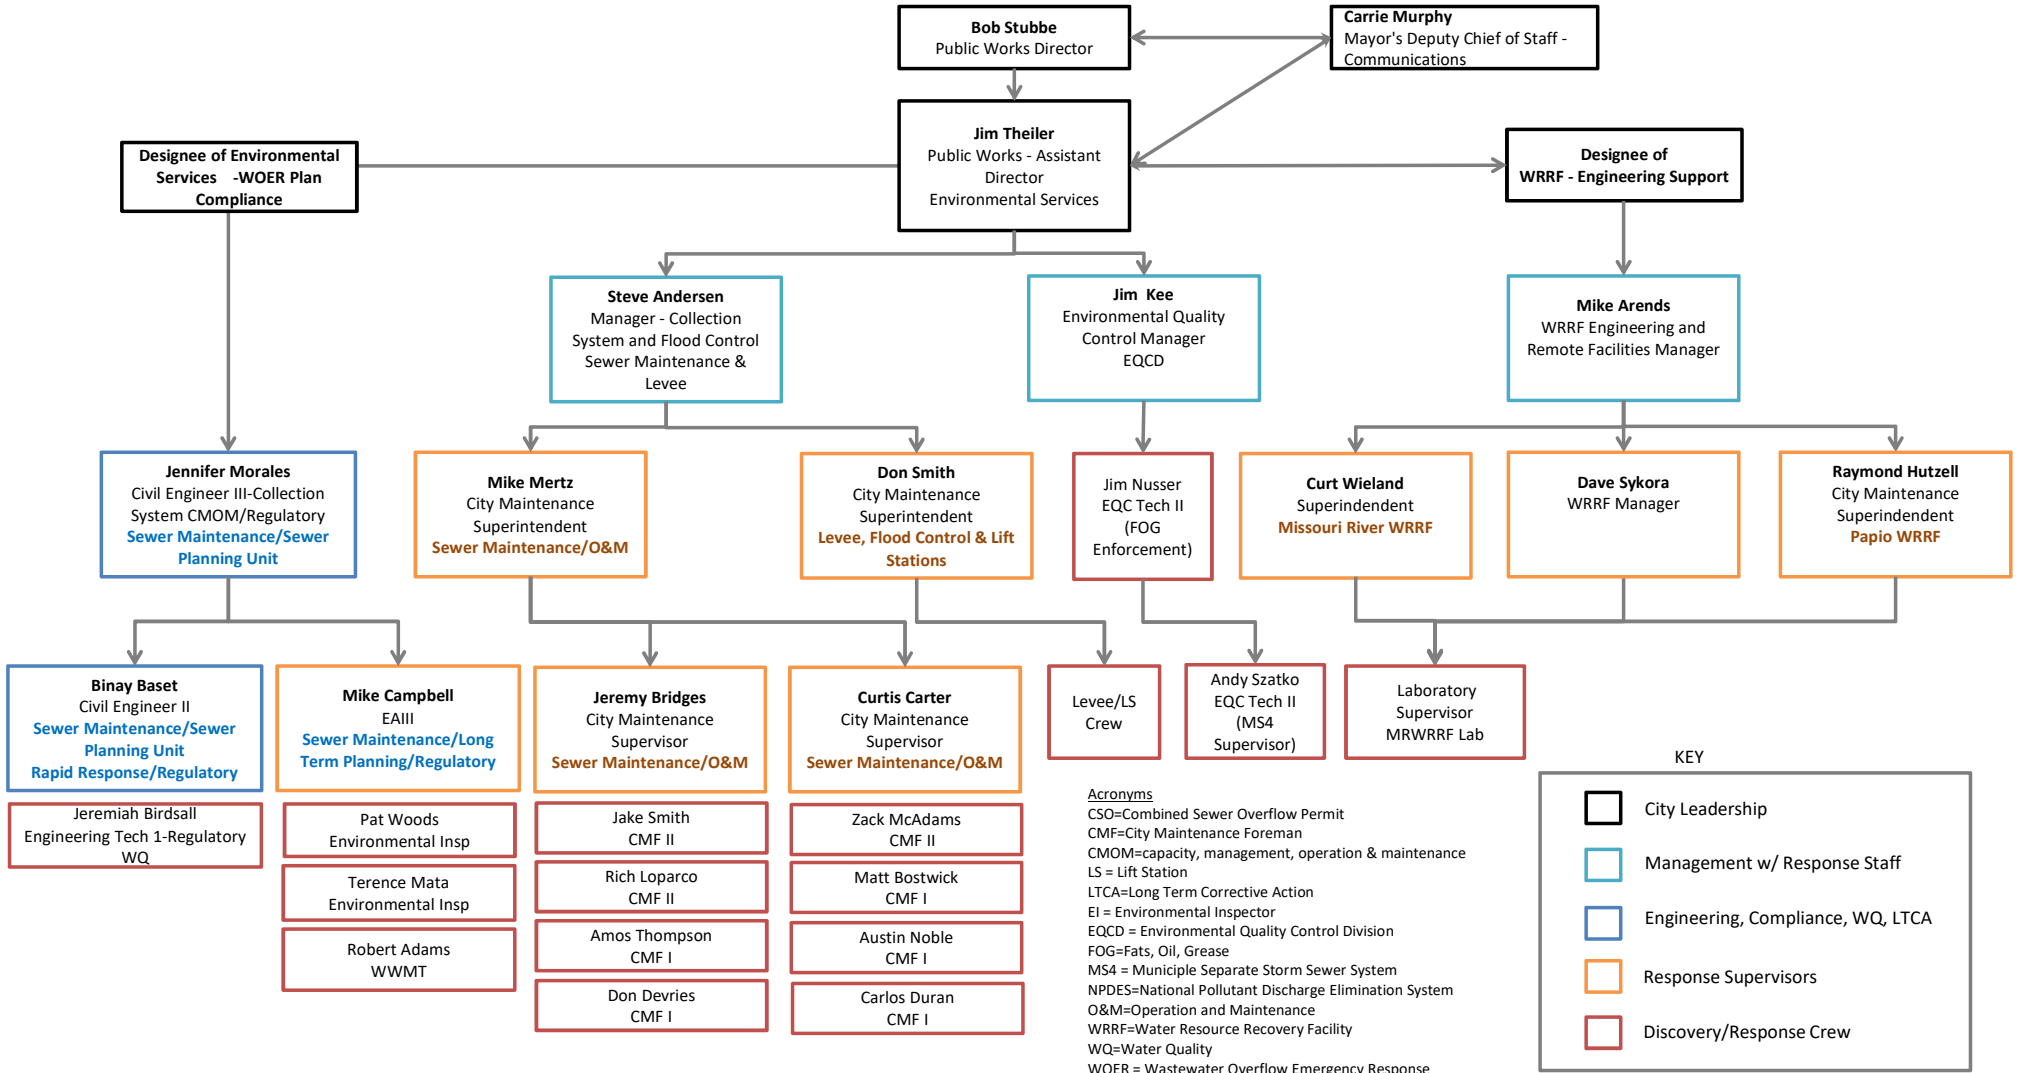 Bob Stubbe
Public Works Director
Carrie Murphy
Mayor's Deputy Chief of Staff -
Communications
Jim Theiler
Public Works - Assistant
Director
Environmental Services
Designee of Environmental
Services -WOER Plan
Compliance
Designee of
WRRF - Engineering Support
Steve Andersen
Manager - Collection
System and Flood Control
Sewer Maintenance &
Levee
Jim Kee
Environmental Quality
Control Manager
EQCD
Mike Arends
WRRF Engineering and
Remote Facilities Manager
Jennifer Morales
Civil Engineer III-Collection
System CMOM/Regulatory
Sewer Maintenance/Sewer
Planning Unit
Mike Mertz
City Maintenance
Superintendent
Sewer Maintenance/O&M
Don Smith
City Maintenance
Superintendent
Levee, Flood Control & Lift
Stations
Jim Nusser
EQC Tech II
(FOG
Enforcement)
Curt Wieland
Superindendent
Missouri River WRRF
Dave Sykora
WRRF Manager
Raymond Hutzell
City Maintenance
Superindendent
Papio WRRF
Binay Baset
Civil Engineer II
Sewer Maintenance/Sewer
Planning Unit
Rapid Response/Regulatory
Mike Campbell
EAIII
Sewer Maintenance/Long
Term Planning/Regulatory
Jeremy Bridges
City Maintenance
Supervisor
Sewer Maintenance/O&M
Curtis Carter
City Maintenance
Supervisor
Sewer Maintenance/O&M
Levee/LS
Crew
Andy Szatko
EQC Tech II
(MS4
Supervisor)
Laboratory
Supervisor
MRWRRF Lab
Jeremiah Birdsall
Engineering Tech 1-Regulatory
WQ
Pat Woods
Environmental Insp
Terence Mata
Environmental Insp
Robert Adams
WWMT
Jake Smith
CMF II
Rich Loparco
CMF II
Amos Thompson
CMF I
Don Devries
CMF I
Zack McAdams
CMF II
Matt Bostwick
CMF I
Austin Noble
CMF I
Carlos Duran
CMF I
Acronyms
CSO=Combined Sewer Overflow Permit
CMF=City Maintenance Foreman
CMOM=capacity, management, operation & maintenance
LS = Lift Station
LTCA=Long Term Corrective Action
EI = Environmental Inspector
EQCD = Environmental Quality Control Division
FOG=Fats, Oil, Grease
MS4 = Municiple Separate Storm Sewer System
NPDES=National Pollutant Discharge Elimination System
O&M=Operation and Maintenance
WRRF=Water Resource Recovery Facility
WQ=Water Quality
WOER = Wastewater Overflow Emergency Response
KEY
City Leadership
Management w/ Response Staff
Engineering, Compliance, WQ, LTCA
Response Supervisors
Discovery/Response Crew